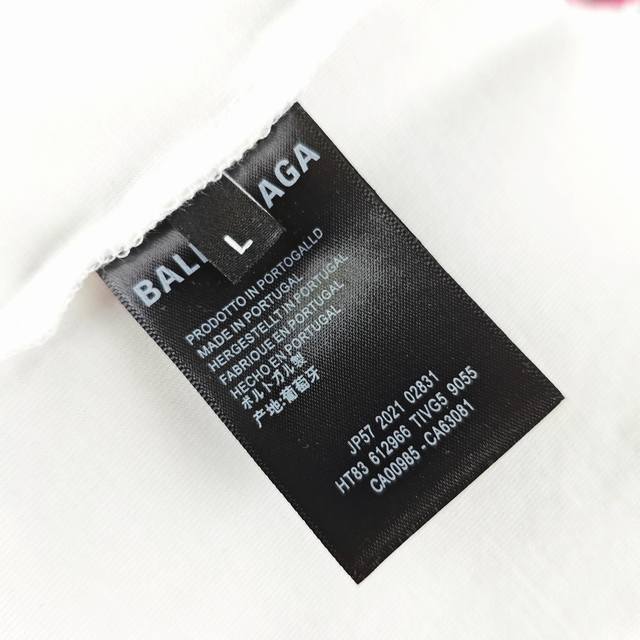 BAL AGA
L
PRODOTTO IN PORTOGALLD
MADE IN PORTUGAL
HERGESTELLT IN PORTUGAL
FABRIQUE EN PORTUGAL
HECHO EN PORTUGAL
ポルトガル製
产地:葡萄牙
JP57 2021 02831
HT83 612966 TIVG5 9055
CA00985 - CA63081